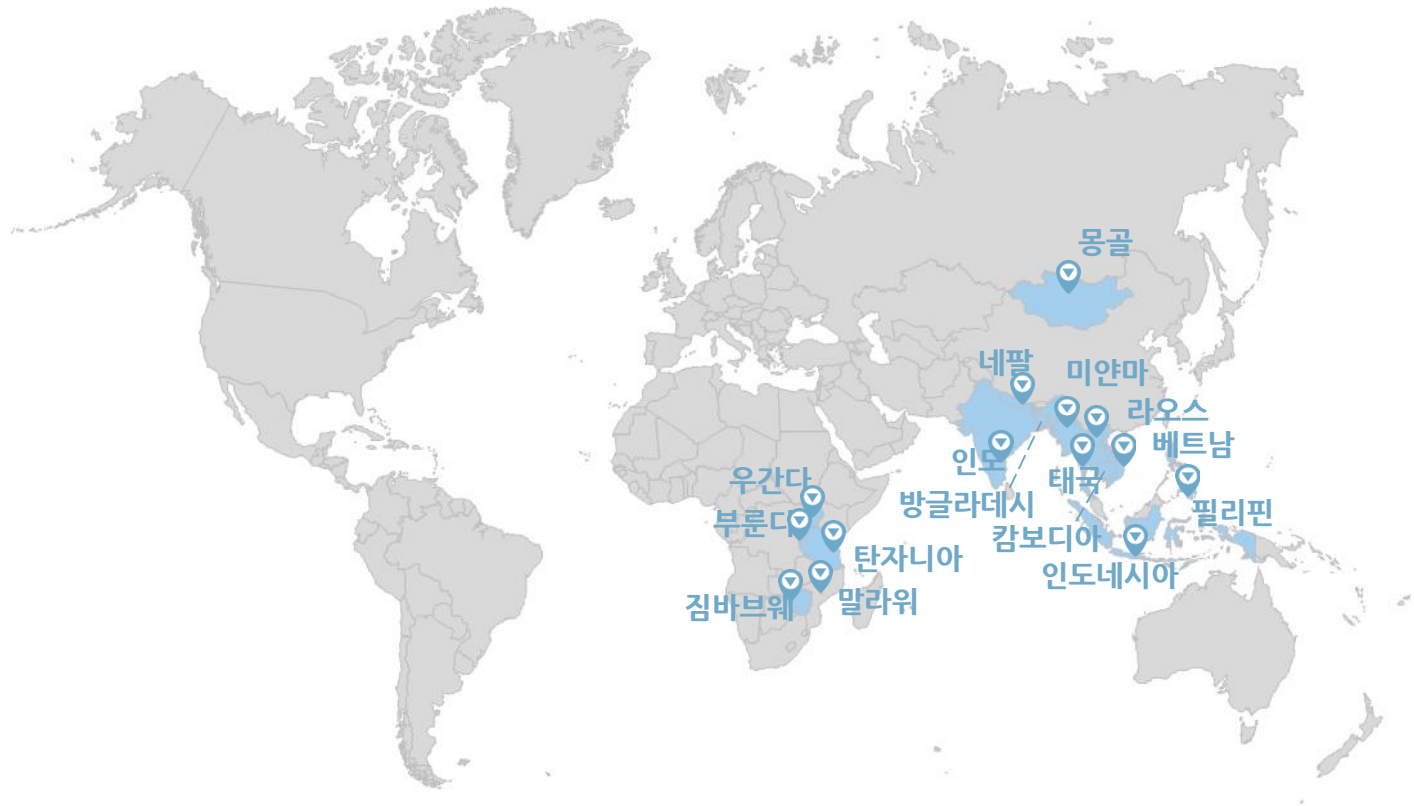 몽골
네팔
미얀마
라오스
베트남
인도
태국
방글라데시
필리핀
캄보디아
인도네시아
우간다
부룬디
탄자니아
짐바브웨
말라위